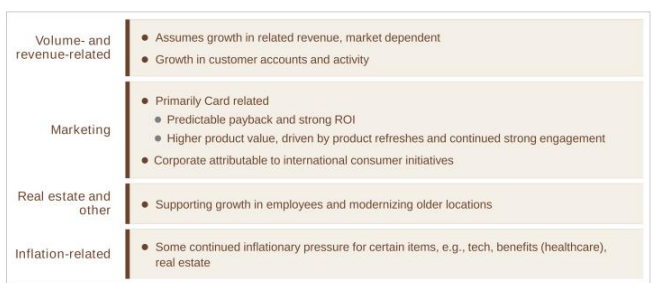 Volume- and
revenue-related
● Assumes growth in related revenue, market dependent
● Growth in customer accounts and activity
Marketing
● Primarily Card related
● Predictable payback and strong ROI
● Higher product value, driven by product refreshes and continued strong engagement
● Corporate attributable to international consumer initiatives
Real estate and
other
● Supporting growth in employees and modernizing older locations
Inflation-related
● Some continued inflationary pressure for certain items, e.g., tech, benefits (healthcare),
real estate